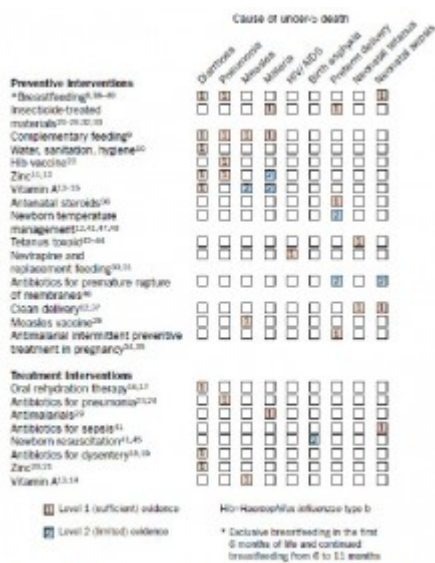 Cause of under-5 death
Diarrhoea
Pneumonia
Measles
Malaria
HIV/AIDS
Birth asphyxia
Preterm delivery
Neonatal tetanus
Neonatal sepsis
Preventive Interventions
*Breastfeeding
Insecticide-treated
materials
Complementary feeding
Water, sanitation, hygiene
Hib vaccine
Zinc
Vitamin A
Antenatal steroids
Newborn temperature
management
Tetanus toxoid
Nevirapine and
replacement feeding
Antibiotics for premature rupture
of membranes
Clean delivery
Measles vaccine
Antimalarial intermittent preventive
treatment in pregnancy
Treatment Interventions
Oral rehydration therapy
Antibiotics for pneumonia
Antimalarials
Antibiotics for sepsis
Newborn resuscitation
Antibiotics for dysentery
Zinc
Vitamin A
1 Level 1 (sufficient) evidence
2 Level 2 (limited) evidence
Hib=Haemophilus influenzae type b
* Exclusive breastfeeding in the first
6 months of life and continued
breastfeeding from 6 to 11 months